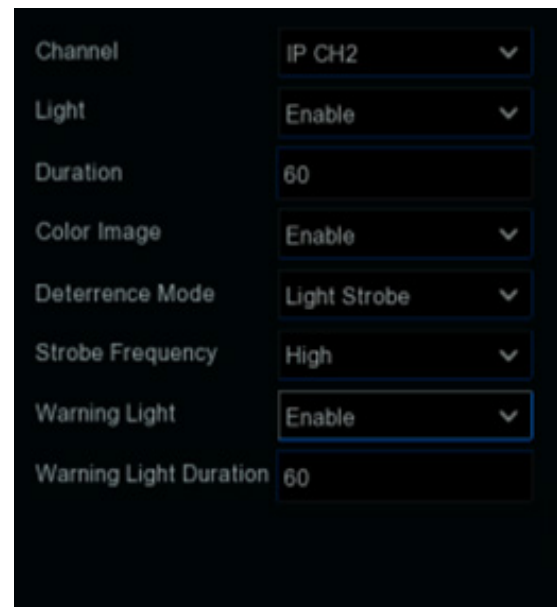 Channel IP CH2
Light Enable
Duration 60
Color Image Enable
Deterrence Mode Light Strobe
Strobe Frequency High
Warning Light Enable
Warning Light Duration 60